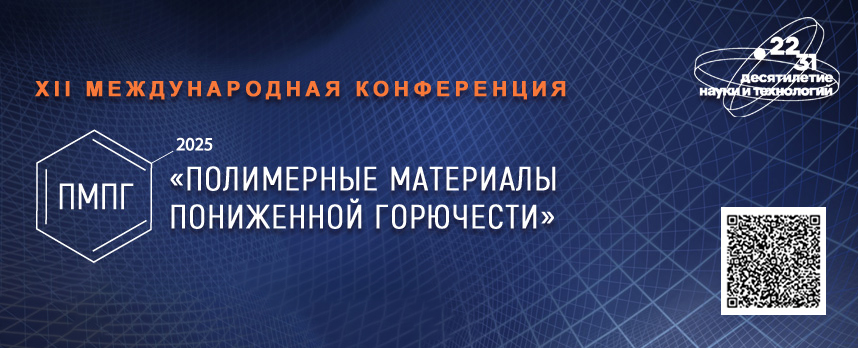 XII МЕЖДУНАРОДНАЯ КОНФЕРЕНЦИЯ
22
31
десятилетие
науки и технологий
2025
ПМПГ
«ПОЛИМЕРНЫЕ МАТЕРИАЛЫ
ПОНИЖЕННОЙ ГОРЮЧЕСТИ»